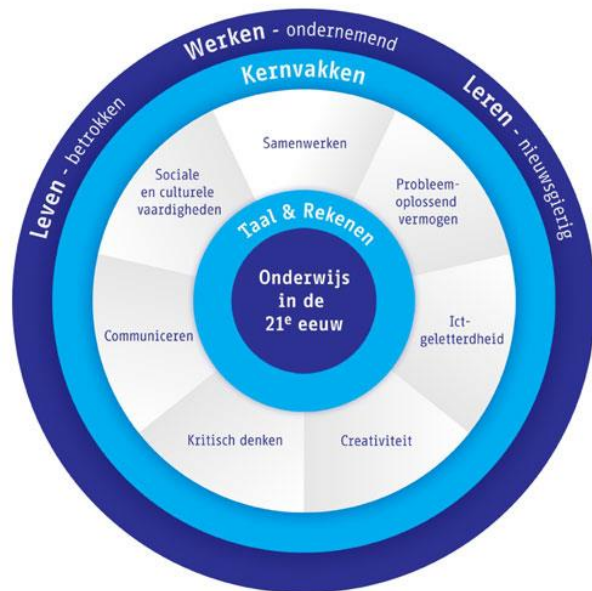 Werken - ondernemend
Leven - betrokken
Leren - nieuwsgierig
Kernvakken
Samenwerken
Sociale
en culturele
vaardigheden
Probleem-
oplossend
vermogen
Taal & Rekenen
Onderwijs
in de
21e eeuw
Communiceren
Ict-
geletterdheid
Kritisch denken
Creativiteit